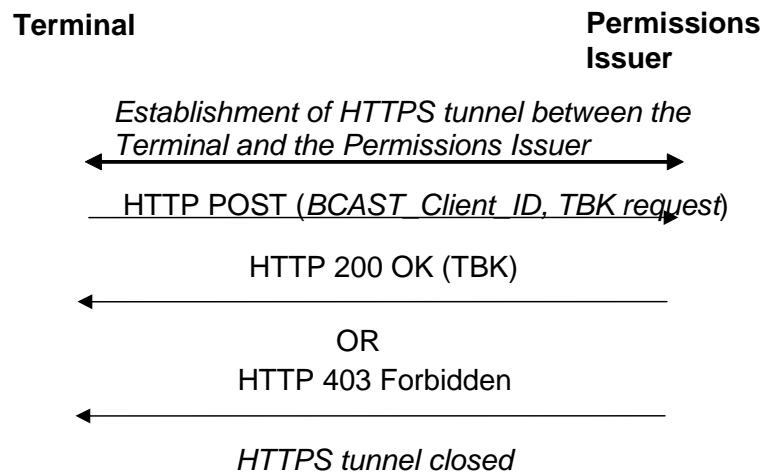 Terminal
Permissions
Issuer
Establishment of HTTPS tunnel between the
Terminal and the Permissions Issuer
HTTP POST (BCAST_Client_ID, TBK request)
HTTP 200 OK (TBK)
OR
HTTP 403 Forbidden
HTTPS tunnel closed